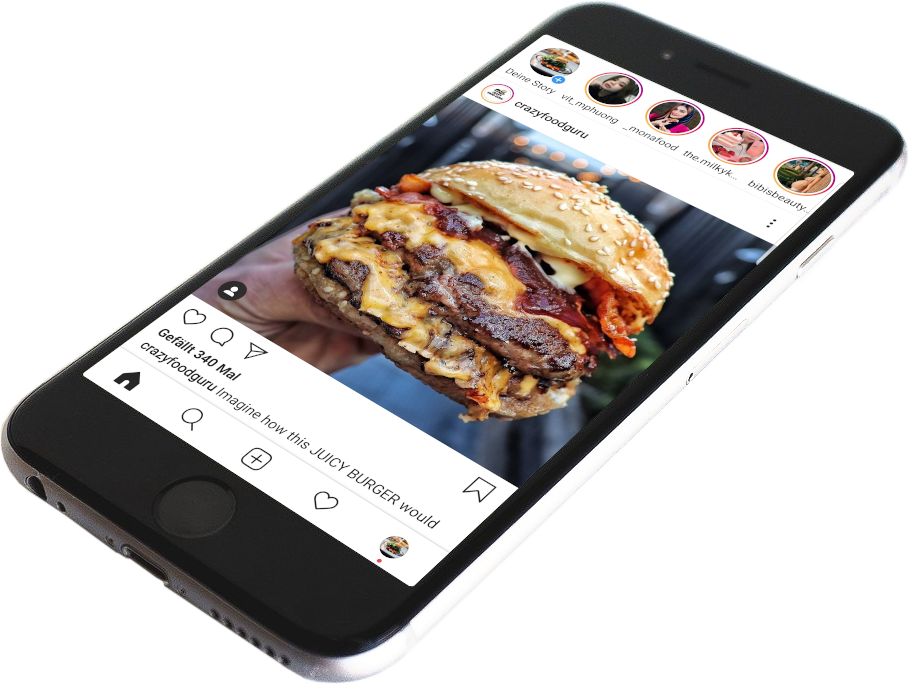 Deine Story
vit_mphuong
_monafood
the.milkyk...
bibisbeauty...
crazyfoodguru
Gefällt 340 Mal
crazyfoodguru Imagine how this JUICY BURGER would